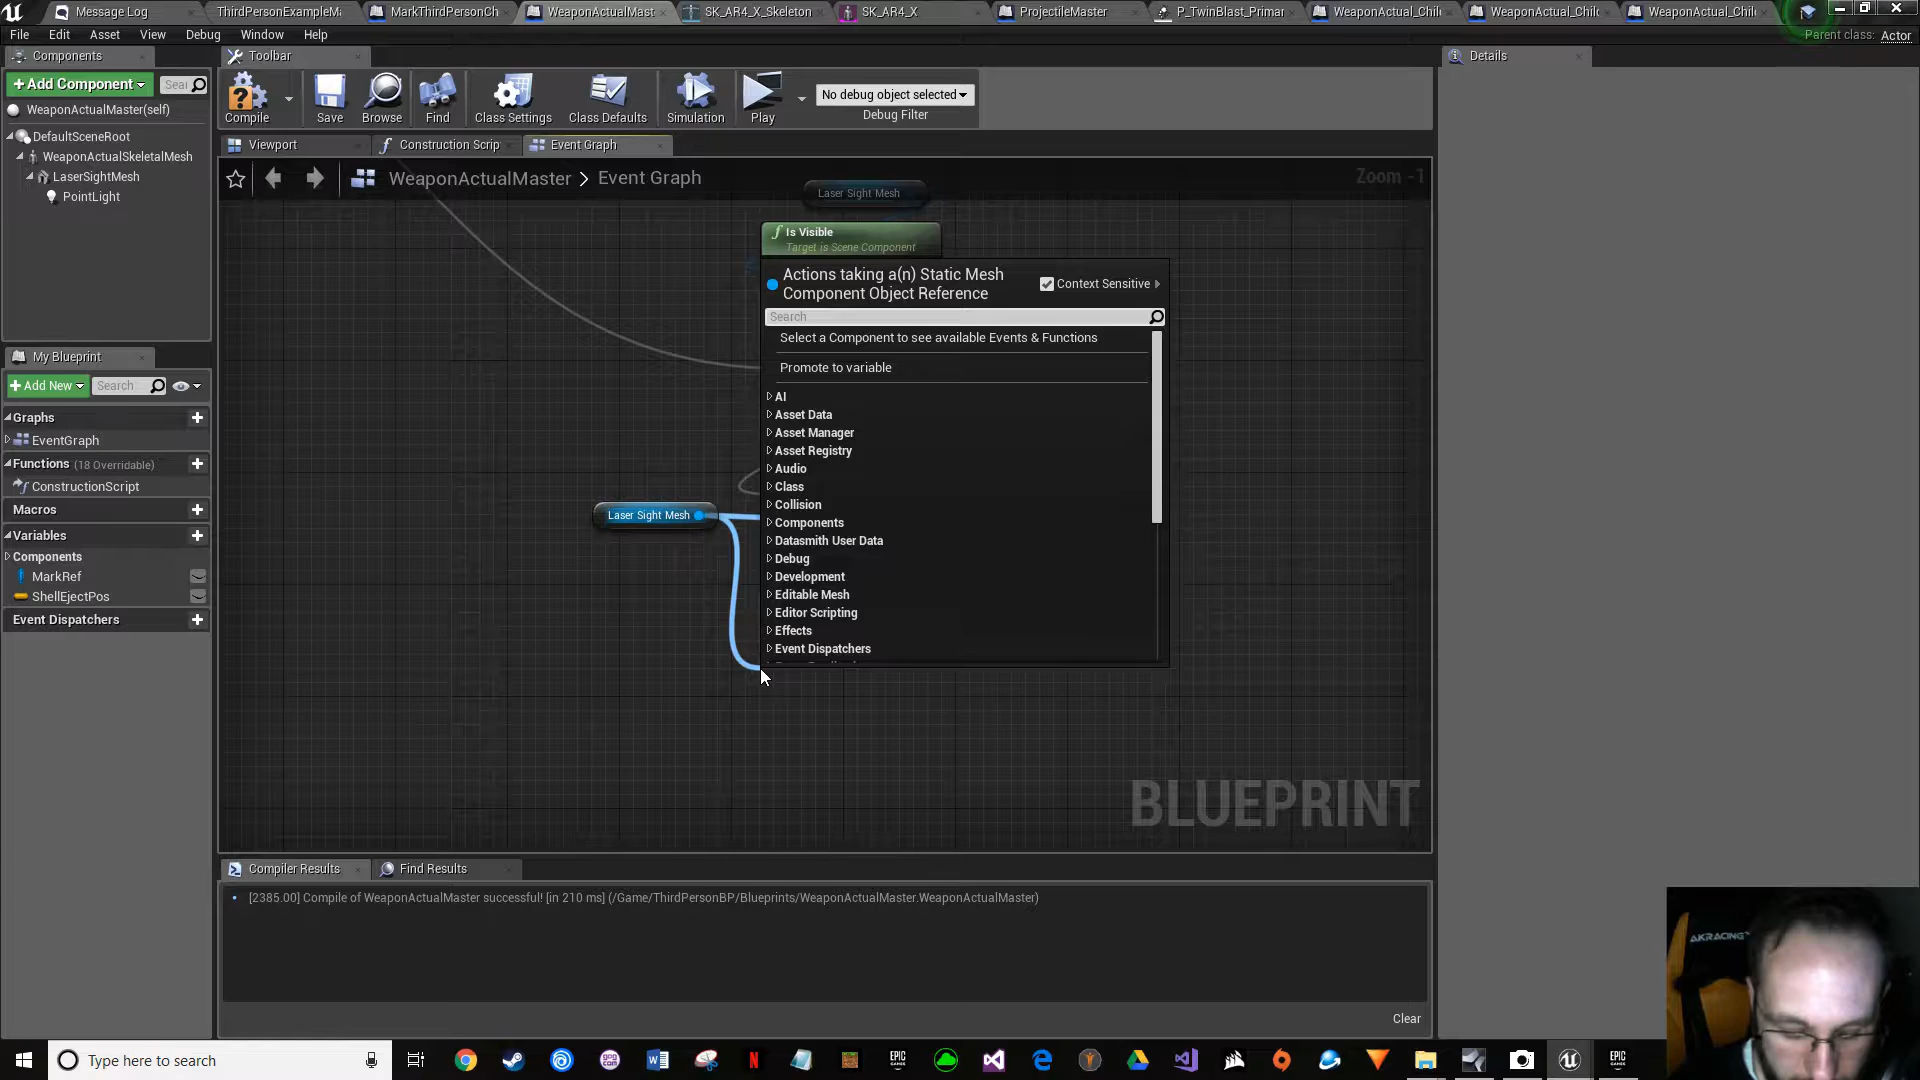 Message Log
ThirdPersonExampleMa
MarkThirdPersonCh
WeaponActualMast
SK_AR4_X_Skeleton
SK_AR4_X
ProjectileMaster
P_TwinBlast_Primar
WeaponActual_Chil
WeaponActual_Chil
WeaponActual_Chil
File Edit Asset View Debug Window Help
Parent class: Actor
Components
Toolbar
Details
+Add Component
Sear
WeaponActualMaster(self)
DefaultSceneRoot
WeaponActualSkeletalMesh
LaserSightMesh
PointLight
Compile
Save
Browse
Find
Class Settings
Class Defaults
Simulation
Play
No debug object selected
Debug Filter
Viewport
Construction Scrip
Event Graph
WeaponActualMaster > Event Graph
Zoom -1
Laser Sight Mesh
Is Visible
Target is Scene Component
Actions taking a(n) Static Mesh
Component Object Reference
Context Sensitive
Search
Select a Component to see available Events & Functions
Promote to variable
AI
Asset Data
Asset Manager
Asset Registry
Audio
Class
Collision
Components
Datasmith User Data
Debug
Development
Editable Mesh
Editor Scripting
Effects
Event Dispatchers
Laser Sight Mesh
BLUEPRINT
My Blueprint
+Add New
Search
Graphs
EventGraph
Functions (18 Overridable)
ConstructionScript
Macros
Variables
Components
MarkRef
ShellEjectPos
Event Dispatchers
Compiler Results
Find Results
[2385.00] Compile of WeaponActualMaster successful! [in 210 ms] (/Game/ThirdPersonBP/Blueprints/WeaponActualMaster.WeaponActualMaster)
Clear
AKRACING
Type here to search